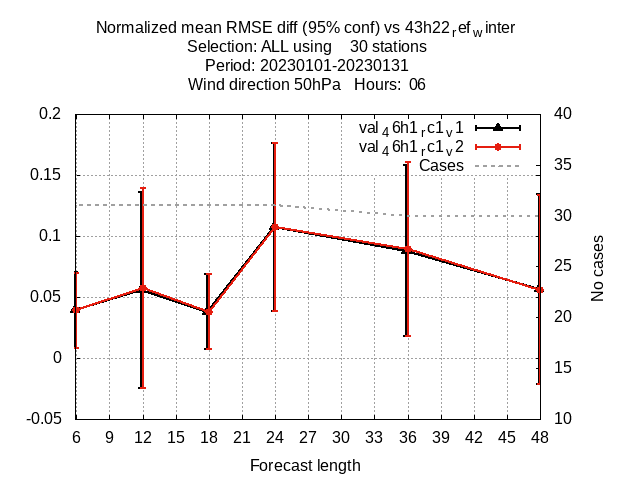 Normalized mean RMSE diff (95% conf) vs 43h22refwinter
Selection: ALL using 30 stations
Period: 20230101-20230131
Wind direction 50hPa Hours: 06
val46h1rc1v1
val46h1rc1v2
Cases
0.2
0.15
0.1
0.05
0
-0.05
40
35
30
25
20
15
10
No cases
6 9 12 15 18 21 24 27 30 33 36 39 42 45 48
Forecast length